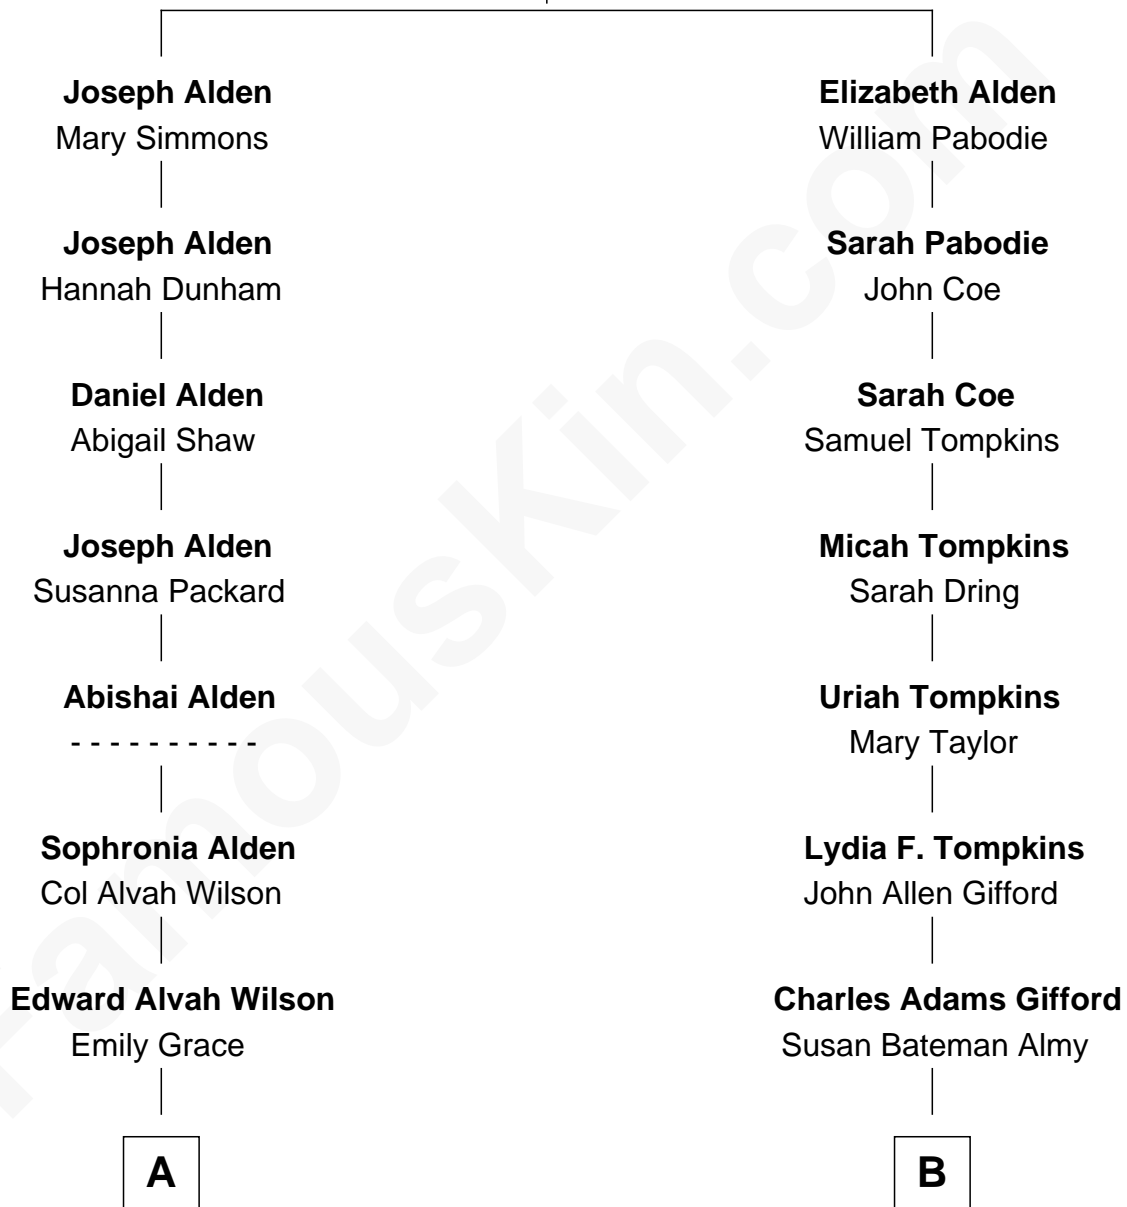 Joseph Alden
Mary Simmons
Elizabeth Alden
William Pabodie
Joseph Alden
Hannah Dunham
Sarah Pabodie
John Coe
Daniel Alden
Abigail Shaw
Sarah Coe
Samuel Tompkins
Joseph Alden
Susanna Packard
Micah Tompkins
Sarah Dring
Abishai Alden
- - - - - - - - - -
Uriah Tompkins
Mary Taylor
Sophronia Alden
Col Alvah Wilson
Lydia F. Tompkins
John Allen Gifford
Edward Alvah Wilson
Emily Grace
Charles Adams Gifford
Susan Bateman Almy
A
B
FamousKin.com